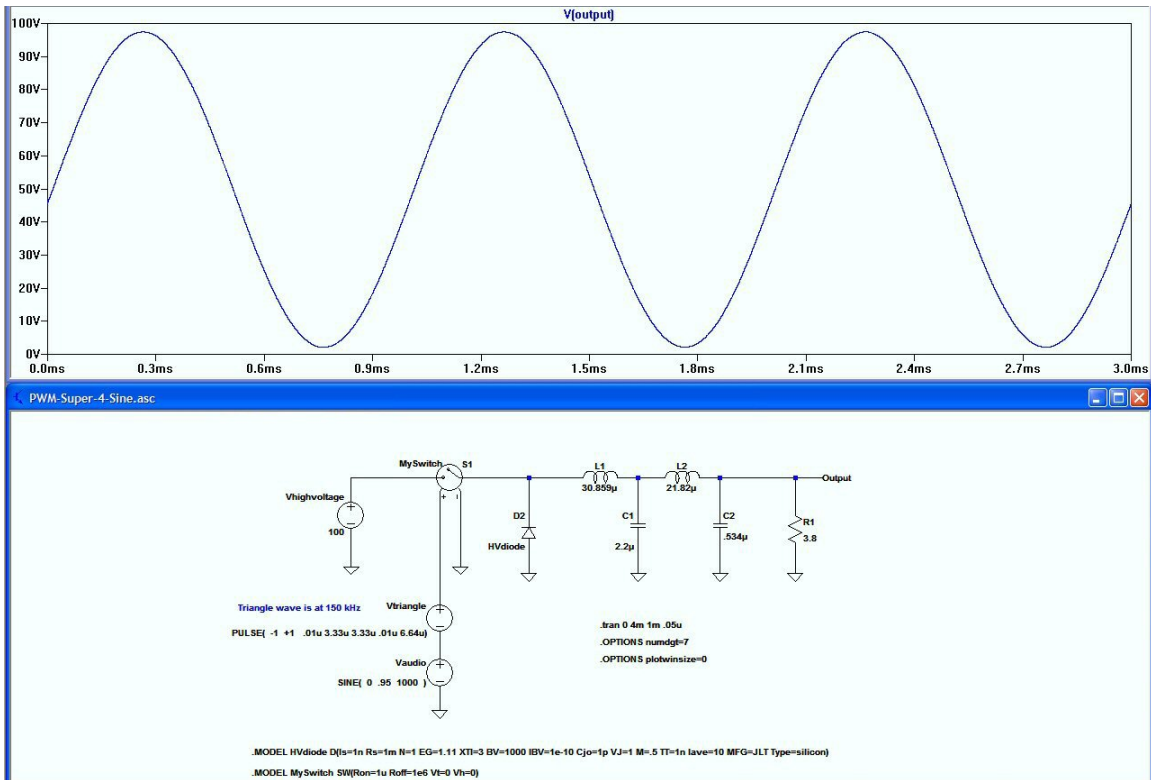 V(output)
100V
90V
80V
70V
60V
50V
40V
30V
20V
10V
0V
0.0ms 0.3ms 0.6ms 0.9ms 1.2ms 1.5ms 1.8ms 2.1ms 2.4ms 2.7ms 3.0ms
PWM-Super-4-Sine.asc
MySwitch S1
L1 L2
30.859µ 21.82µ
Output
Vhighvoltage
100
D2
HVdiode
C1
2.2µ
C2
.534µ
R1
3.8
Triangle wave is at 150 kHz
Vtriangle
PULSE( -1 +1 .01u 3.33u 3.33u .01u 6.64u)
Vaudio
SINE( 0 .95 1000 )
.tran 0 4m 1m .05u
.OPTIONS numdgt=7
.OPTIONS plotwinsize=0
.MODEL HVdiode D(Is=1n Rs=1m N=1 EG=1.11 XTI=3 BV=1000 IBV=1e-10 Cjo=1p VJ=1 M=.5 TT=1n Iave=10 MFG=JLT Type=silicon)
.MODEL MySwitch SW(Ron=1u Roff=1e6 Vt=0 Vh=0)